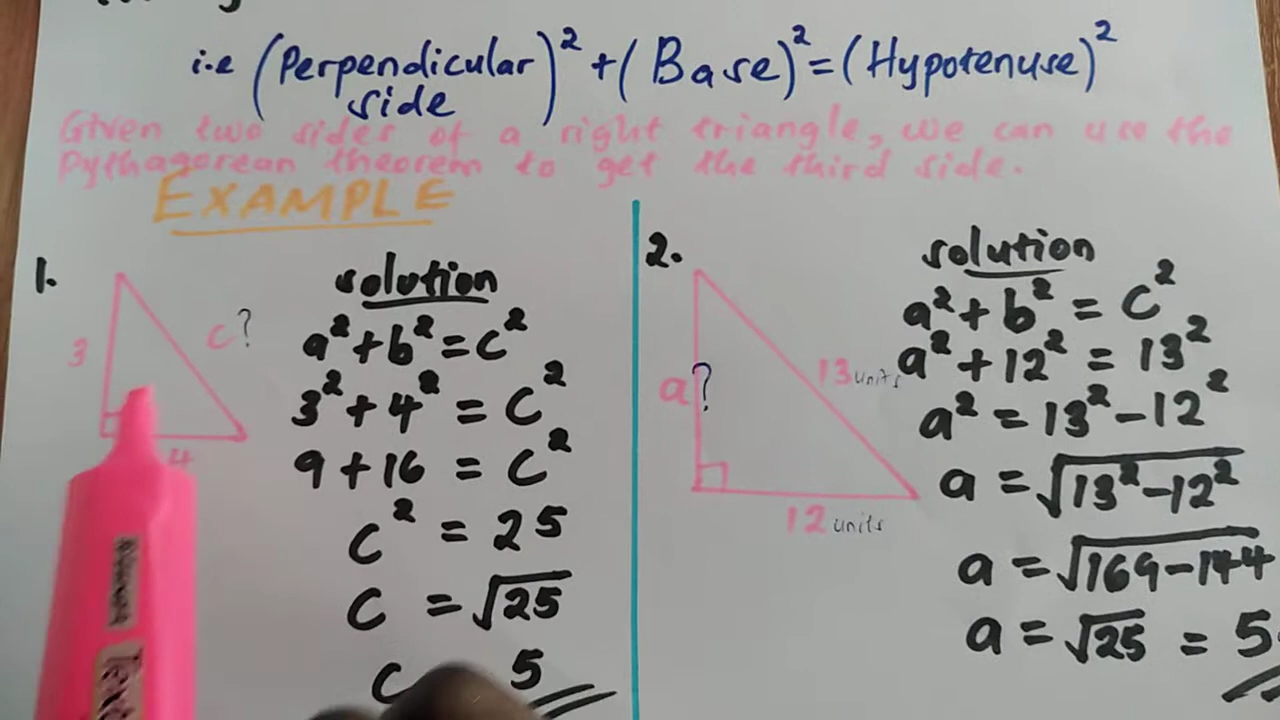 i.e (Perpendicular side)² + (Base)² = (Hypotenuse)²
Given two sides of a right triangle, we can use the
Pythagorean theorem to get the third side.
EXAMPLE
1.
3
c?
4
solution
a² + b² = c²
3² + 4² = c²
9 + 16 = c²
c² = 25
c = √25
c 5
2.
a?
13 units
12 units
solution
a² + b² = c²
a² + 12² = 13²
a² = 13² - 12²
a = √13² - 12²
a = √169 - 144
a = √25 = 5